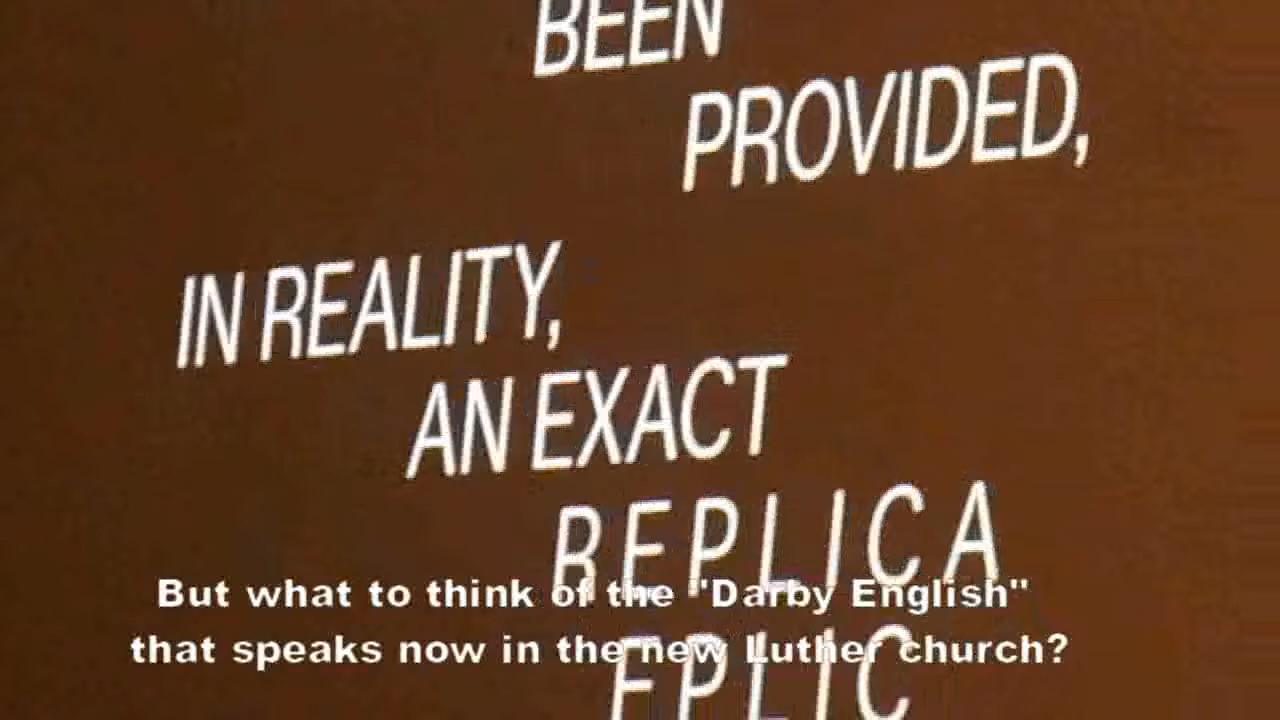 BEEN
PROVIDED,
IN REALITY,
AN EXACT
REPLICA
But what to think of the "Darby English"
that speaks now in the new Luther church?
EPLIC